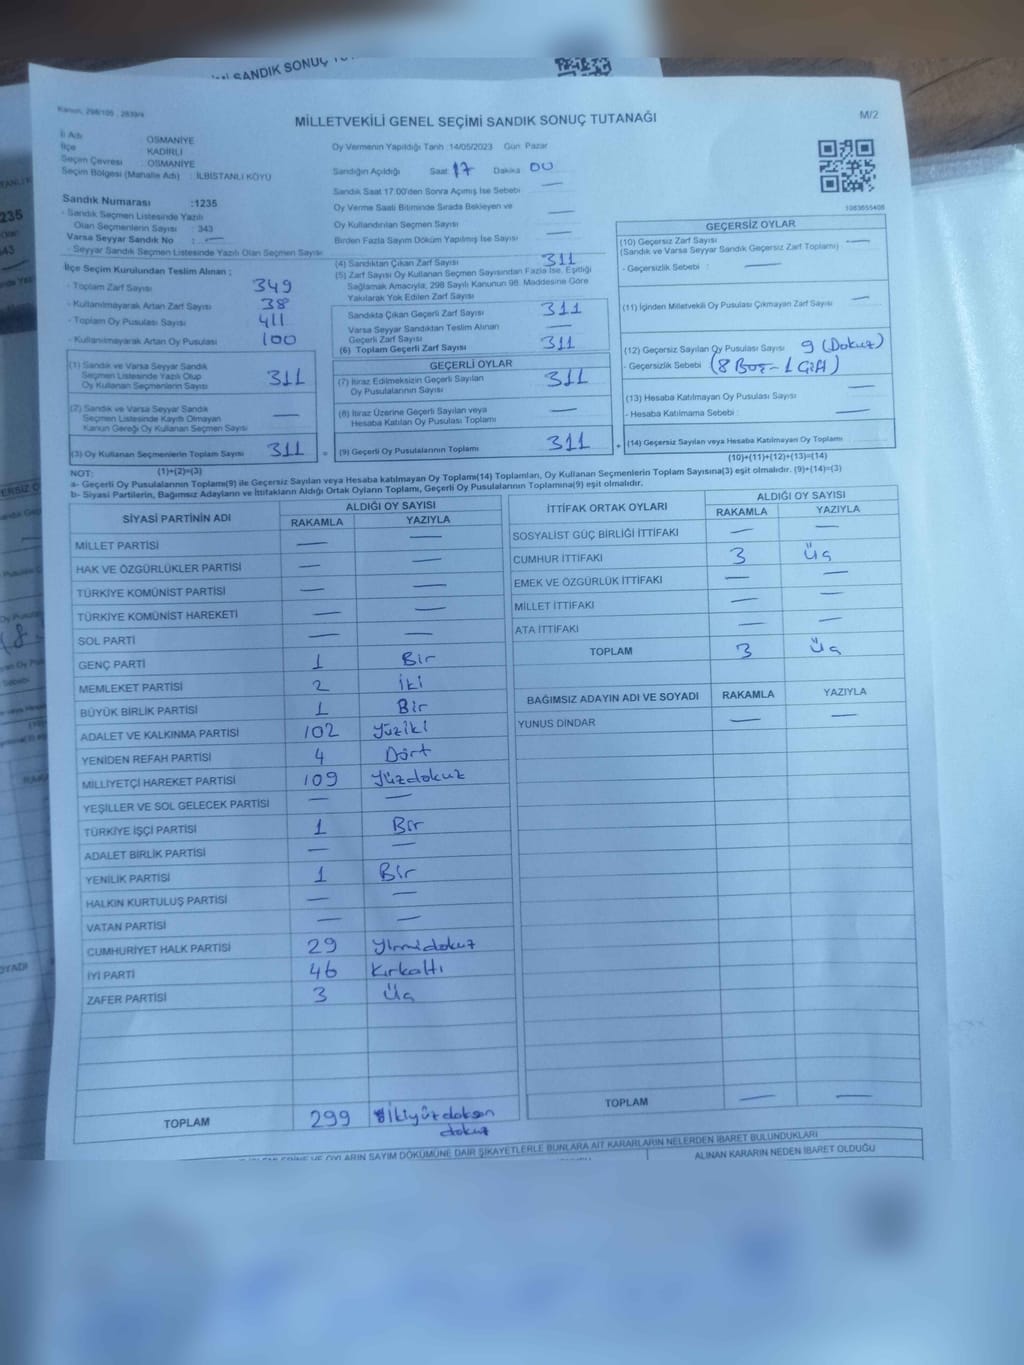 SANDIK SONUÇ
Kanun, 298/105 , 2839/4
MİLLETVEKİLİ GENEL SEÇİMİ SANDIK SONUÇ TUTANAĞI
M/2
İl Adı OSMANİYE
İlçe KADİRLİ
Seçim Çevresi : OSMANİYE
Seçim Bölgesi (Mahalle Adı) : İLBİSTANLI KÖYÜ
Oy Vermenin Yapıldığı Tarih :14/05/2023 Gün Pazar
Sandığın Açıldığı Saat 17 Dakika 00
Sandık Saat 17:00'den Sonra Açımış İse Sebebi —
Oy Verme Saati Bitiminde Sırada Bekleyen ve
Oy Kullandırılan Seçmen Sayısı —
Birden Fazla Sayım Döküm Yapılmış İse Sayısı —
1083655408
Sandık Numarası :1235
- Sandık Seçmen Listesinde Yazılı
Olan Seçmenlerin Sayısı : 343
Varsa Seyyar Sandık No : —
- Seyyar Sandık Seçmen Listesinde Yazılı Olan Seçmen Sayısı
İlçe Seçim Kurulundan Teslim Alınan ;
- Toplam Zarf Sayısı 349
- Kullanılmayarak Artan Zarf Sayısı 38
- Toplam Oy Pusulası Sayısı 411
- Kullanılmayarak Artan Oy Pusulası 100
(1) Sandık ve Varsa Seyyar Sandık
Seçmen Listesinde Yazılı Olup
Oy Kullanan Seçmenlerin Sayısı 311
(2) Sandık ve Varsa Seyyar Sandık
Seçmen Listesinde Kayıtlı Olmayan
Kanun Gereği Oy Kullanan Seçmen Sayısı —
(3) Oy Kullanan Seçmenlerin Toplam Sayısı 311
(1)+(2)=(3)
(4) Sandıktan Çıkan Zarf Sayısı 311
(5) Zarf Sayısı Oy Kullanan Seçmen Sayısından Fazla İse, Eşitliği
Sağlamak Amacıyla, 298 Sayılı Kanunun 98. Maddesine Göre
Yakılarak Yok Edilen Zarf Sayısı
Sandıkta Çıkan Geçerli Zarf Sayısı 311
Varsa Seyyar Sandıktan Teslim Alınan
Geçerli Zarf Sayısı —
(6) Toplam Geçerli Zarf Sayısı 311
GEÇERLİ OYLAR
(7) İtiraz Edilmeksizin Geçerli Sayılan
Oy Pusulalarının Sayısı 311
(8) İtiraz Üzerine Geçerli Sayılan veya
Hesaba Katılan Oy Pusulaları Toplamı —
= (9) Geçerli Oy Pusulalarının Toplamı 311
GEÇERSİZ OYLAR
(10) Geçersiz Zarf Sayısı —
(Sandık ve Varsa Seyyar Sandık Geçersiz Zarf Toplamı)
- Geçersizlik Sebebi : —
(11) İçinden Milletvekili Oy Pusulası Çıkmayan Zarf Sayısı —
(12) Geçersiz Sayılan Oy Pusulası Sayısı 9 (Dokuz)
- Geçersizlik Sebebi (8 Boş - 1 Çift)
(13) Hesaba Katılmayan Oy Pusulası Sayısı —
- Hesaba Katılmama Sebebi : —
+ (14) Geçersiz Sayılan veya Hesaba Katılmayan Oy Toplamı —
(10)+(11)+(12)+(13)=(14)
NOT:
a- Geçerli Oy Pusulalarının Toplamı(9) ile Geçersiz Sayılan veya Hesaba katılmayan Oy Toplamı(14) Toplamları, Oy Kullanan Seçmenlerin Toplam Sayısına(3) eşit olmalıdır. (9)+(14)=(3)
b- Siyasi Partilerin, Bağımsız Adayların ve İttifakların Aldığı Ortak Oyların Toplamı, Geçerli Oy Pusulalarının Toplamına(9) eşit olmalıdır.
SİYASİ PARTİNİN ADI ALDIĞI OY SAYISI
RAKAMLA YAZIYLA
MİLLET PARTİSİ — —
HAK VE ÖZGÜRLÜKLER PARTİSİ — —
TÜRKİYE KOMÜNİST PARTİSİ — —
TÜRKİYE KOMÜNİST HAREKETİ — —
SOL PARTİ — —
GENÇ PARTİ 1 Bir
MEMLEKET PARTİSİ 2 İki
BÜYÜK BİRLİK PARTİSİ 1 Bir
ADALET VE KALKINMA PARTİSİ 102 Yüziki
YENİDEN REFAH PARTİSİ 4 Dört
MİLLİYETÇİ HAREKET PARTİSİ 109 Yüzdokuz
YEŞİLLER VE SOL GELECEK PARTİSİ — —
TÜRKİYE İŞÇİ PARTİSİ 1 Bir
ADALET BİRLİK PARTİSİ — —
YENİLİK PARTİSİ 1 Bir
HALKIN KURTULUŞ PARTİSİ — —
VATAN PARTİSİ — —
CUMHURİYET HALK PARTİSİ 29 Yirmidokuz
İYİ PARTİ 46 Kırkaltı
ZAFER PARTİSİ 3 Üç
TOPLAM 299 İkiyüzdoksan
dokuz
İTTİFAK ORTAK OYLARI ALDIĞI OY SAYISI
RAKAMLA YAZIYLA
SOSYALİST GÜÇ BİRLİĞİ İTTİFAKI — —
CUMHUR İTTİFAKI 3 Üç
EMEK VE ÖZGÜRLÜK İTTİFAKI — —
MİLLET İTTİFAKI — —
ATA İTTİFAKI — —
TOPLAM 3 Üç
BAĞIMSIZ ADAYIN ADI VE SOYADI RAKAMLA YAZIYLA
YUNUS DİNDAR — —
TOPLAM — —
VE OYLARIN SAYIM DÖKÜMÜNE DAİR ŞİKAYETLERLE BUNLARA AİT KARARLARIN NELERDEN İBARET BULUNDUKLARI
ALINAN KARARIN NEDEN İBARET OLDUĞU